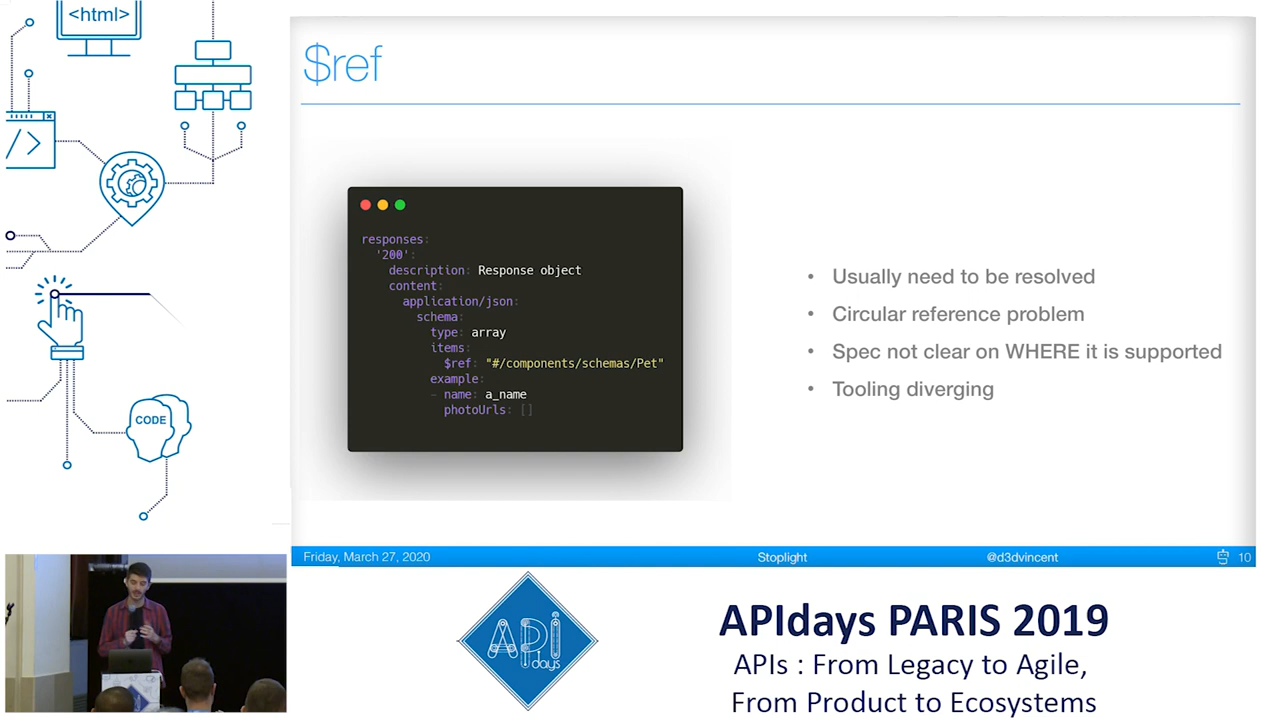 <html>
</>
CODE
$ref
responses:
'200':
description: Response object
content:
application/json:
schema:
type: array
items:
$ref: "#/components/schemas/Pet"
example:
- name: a_name
photoUrls: []
• Usually need to be resolved
• Circular reference problem
• Spec not clear on WHERE it is supported
• Tooling diverging
Friday, March 27, 2020 Stoplight @d3dvincent 10
API
days
APIdays PARIS 2019
APIs : From Legacy to Agile,
From Product to Ecosystems